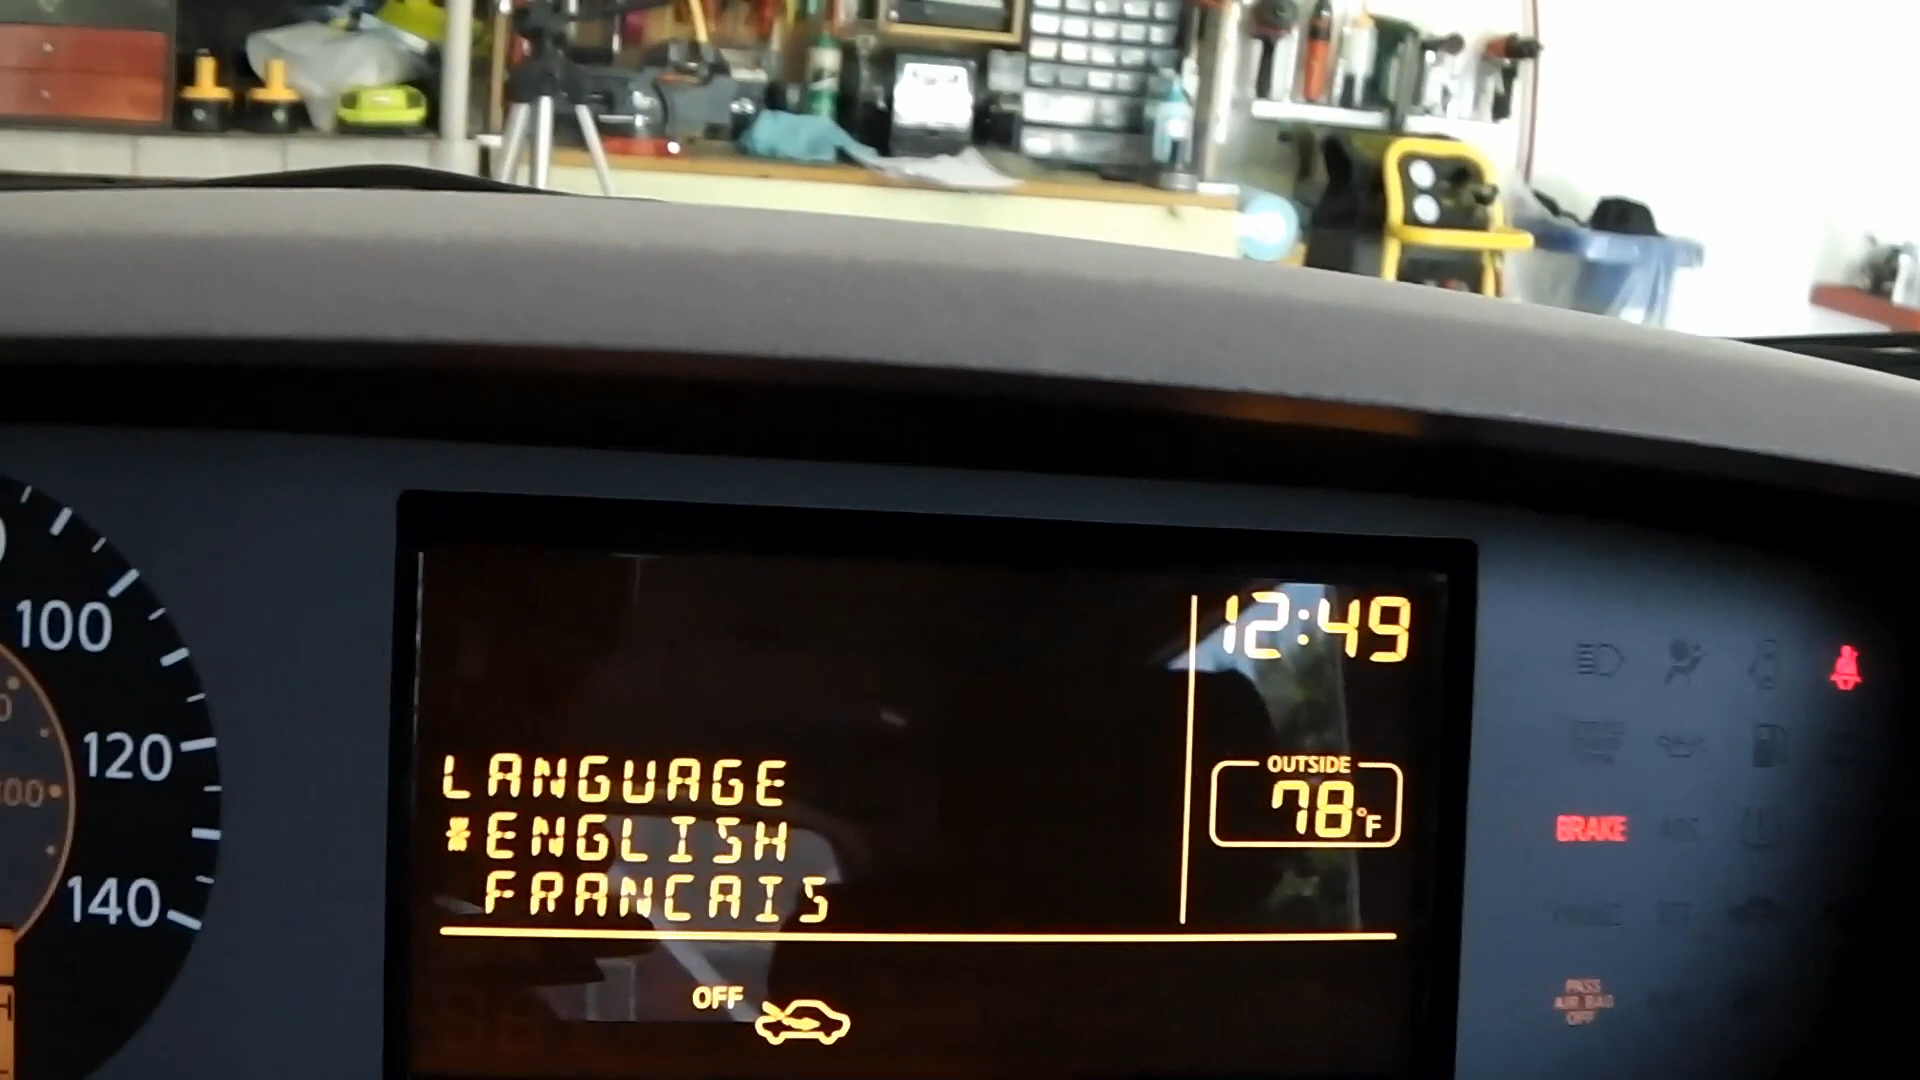 100
120
140
12:49
OUTSIDE
78°F
LANGUAGE
*ENGLISH
FRANCAIS
OFF
BRAKE
PASS
AIR BAG
OFF